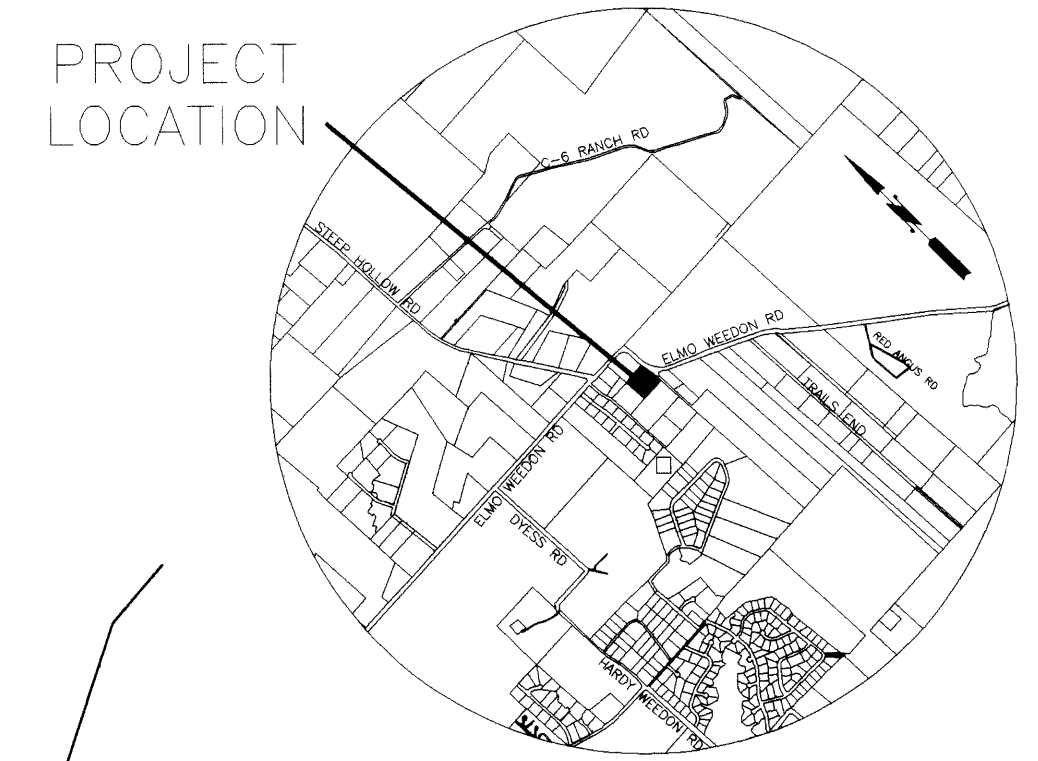 PROJECT
LOCATION
C-6 RANCH RD
STEEP HOLLOW RD
ELMO WEEDON RD
RED ANGUS RD
TRAILS END
ELMO WEEDON RD
DYESS RD
HARDY WEEDON RD
N